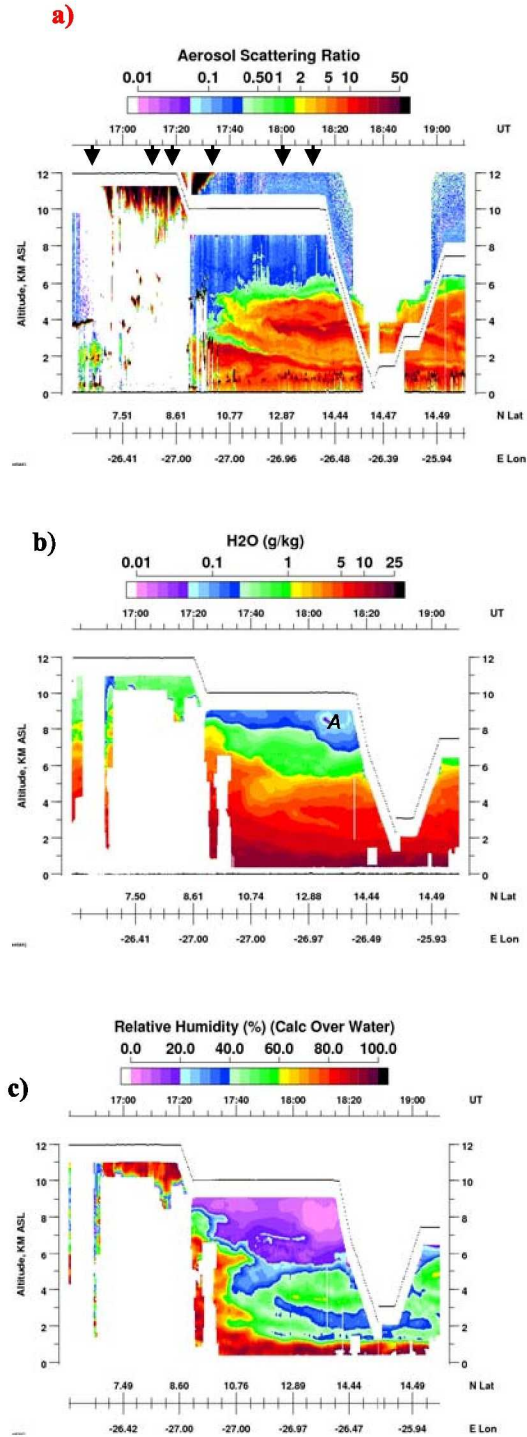 a)
Aerosol Scattering Ratio
0.01 0.1 0.50 1 2 5 10 50
17:00 17:20 17:40 18:00 18:20 18:40 19:00 UT
12
10
8
6
4
2
0
Altitude, KM ASL
12
10
8
6
4
2
0
7.51 8.61 10.77 12.87 14.44 14.47 14.49 N Lat
-26.41 -27.00 -27.00 -26.96 -26.48 -26.39 -25.94 E Lon
b)
H2O (g/kg)
0.01 0.1 1 5 10 25
17:00 17:20 17:40 18:00 18:20 19:00 UT
12
10
8
6
4
2
0
Altitude, KM ASL
A
12
10
8
6
4
2
0
7.50 8.61 10.74 12.88 14.44 14.49 N Lat
-26.41 -27.00 -27.00 -26.97 -26.49 -25.93 E Lon
Relative Humidity (%) (Calc Over Water)
0.0 20.0 40.0 60.0 80.0 100.0
c)
17:00 17:20 17:40 18:00 18:20 19:00 UT
12
10
8
6
4
2
0
Altitude, KM ASL
12
10
8
6
4
2
0
7.49 8.60 10.76 12.89 14.44 14.49 N Lat
-26.42 -27.00 -27.00 -26.97 -26.47 -25.94 E Lon